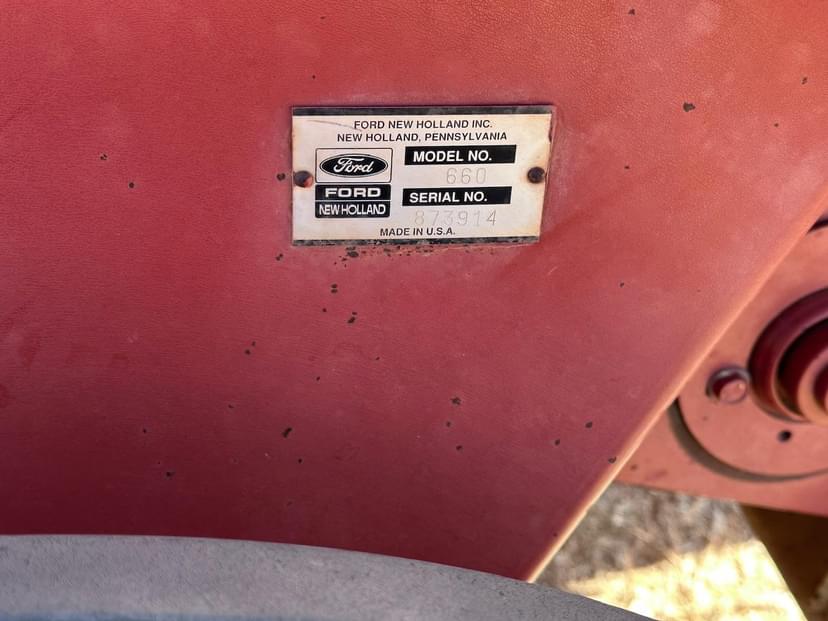 FORD NEW HOLLAND INC.
NEW HOLLAND, PENNSYLVANIA
Ford
FORD
NEW HOLLAND
MODEL NO.
660
SERIAL NO.
873914
MADE IN U.S.A.